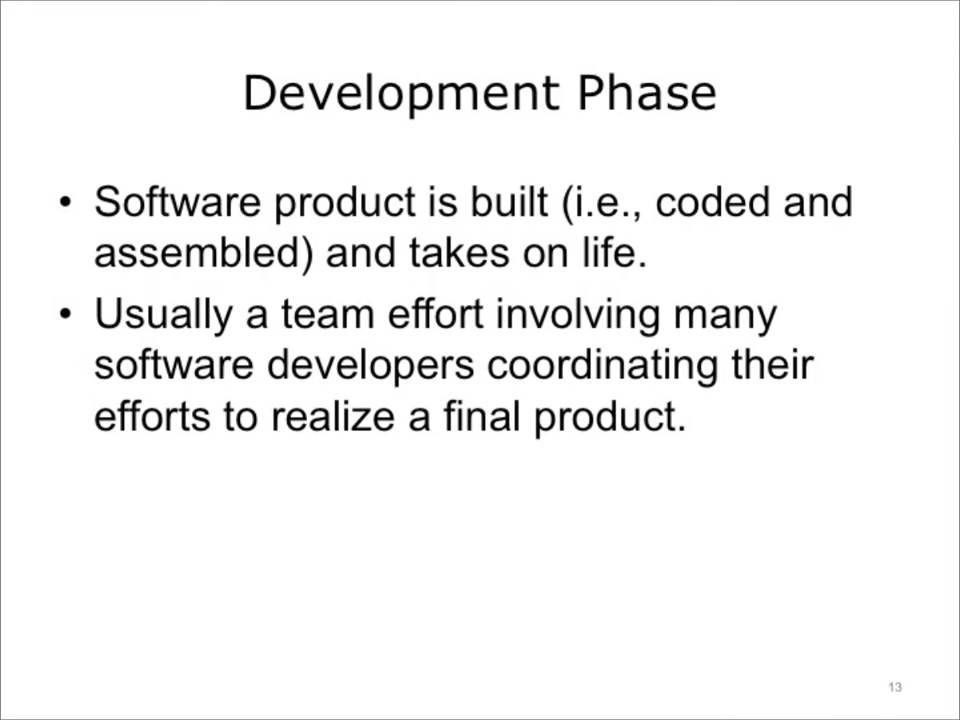 Development Phase
• Software product is built (i.e., coded and
assembled) and takes on life.
• Usually a team effort involving many
software developers coordinating their
efforts to realize a final product.
13